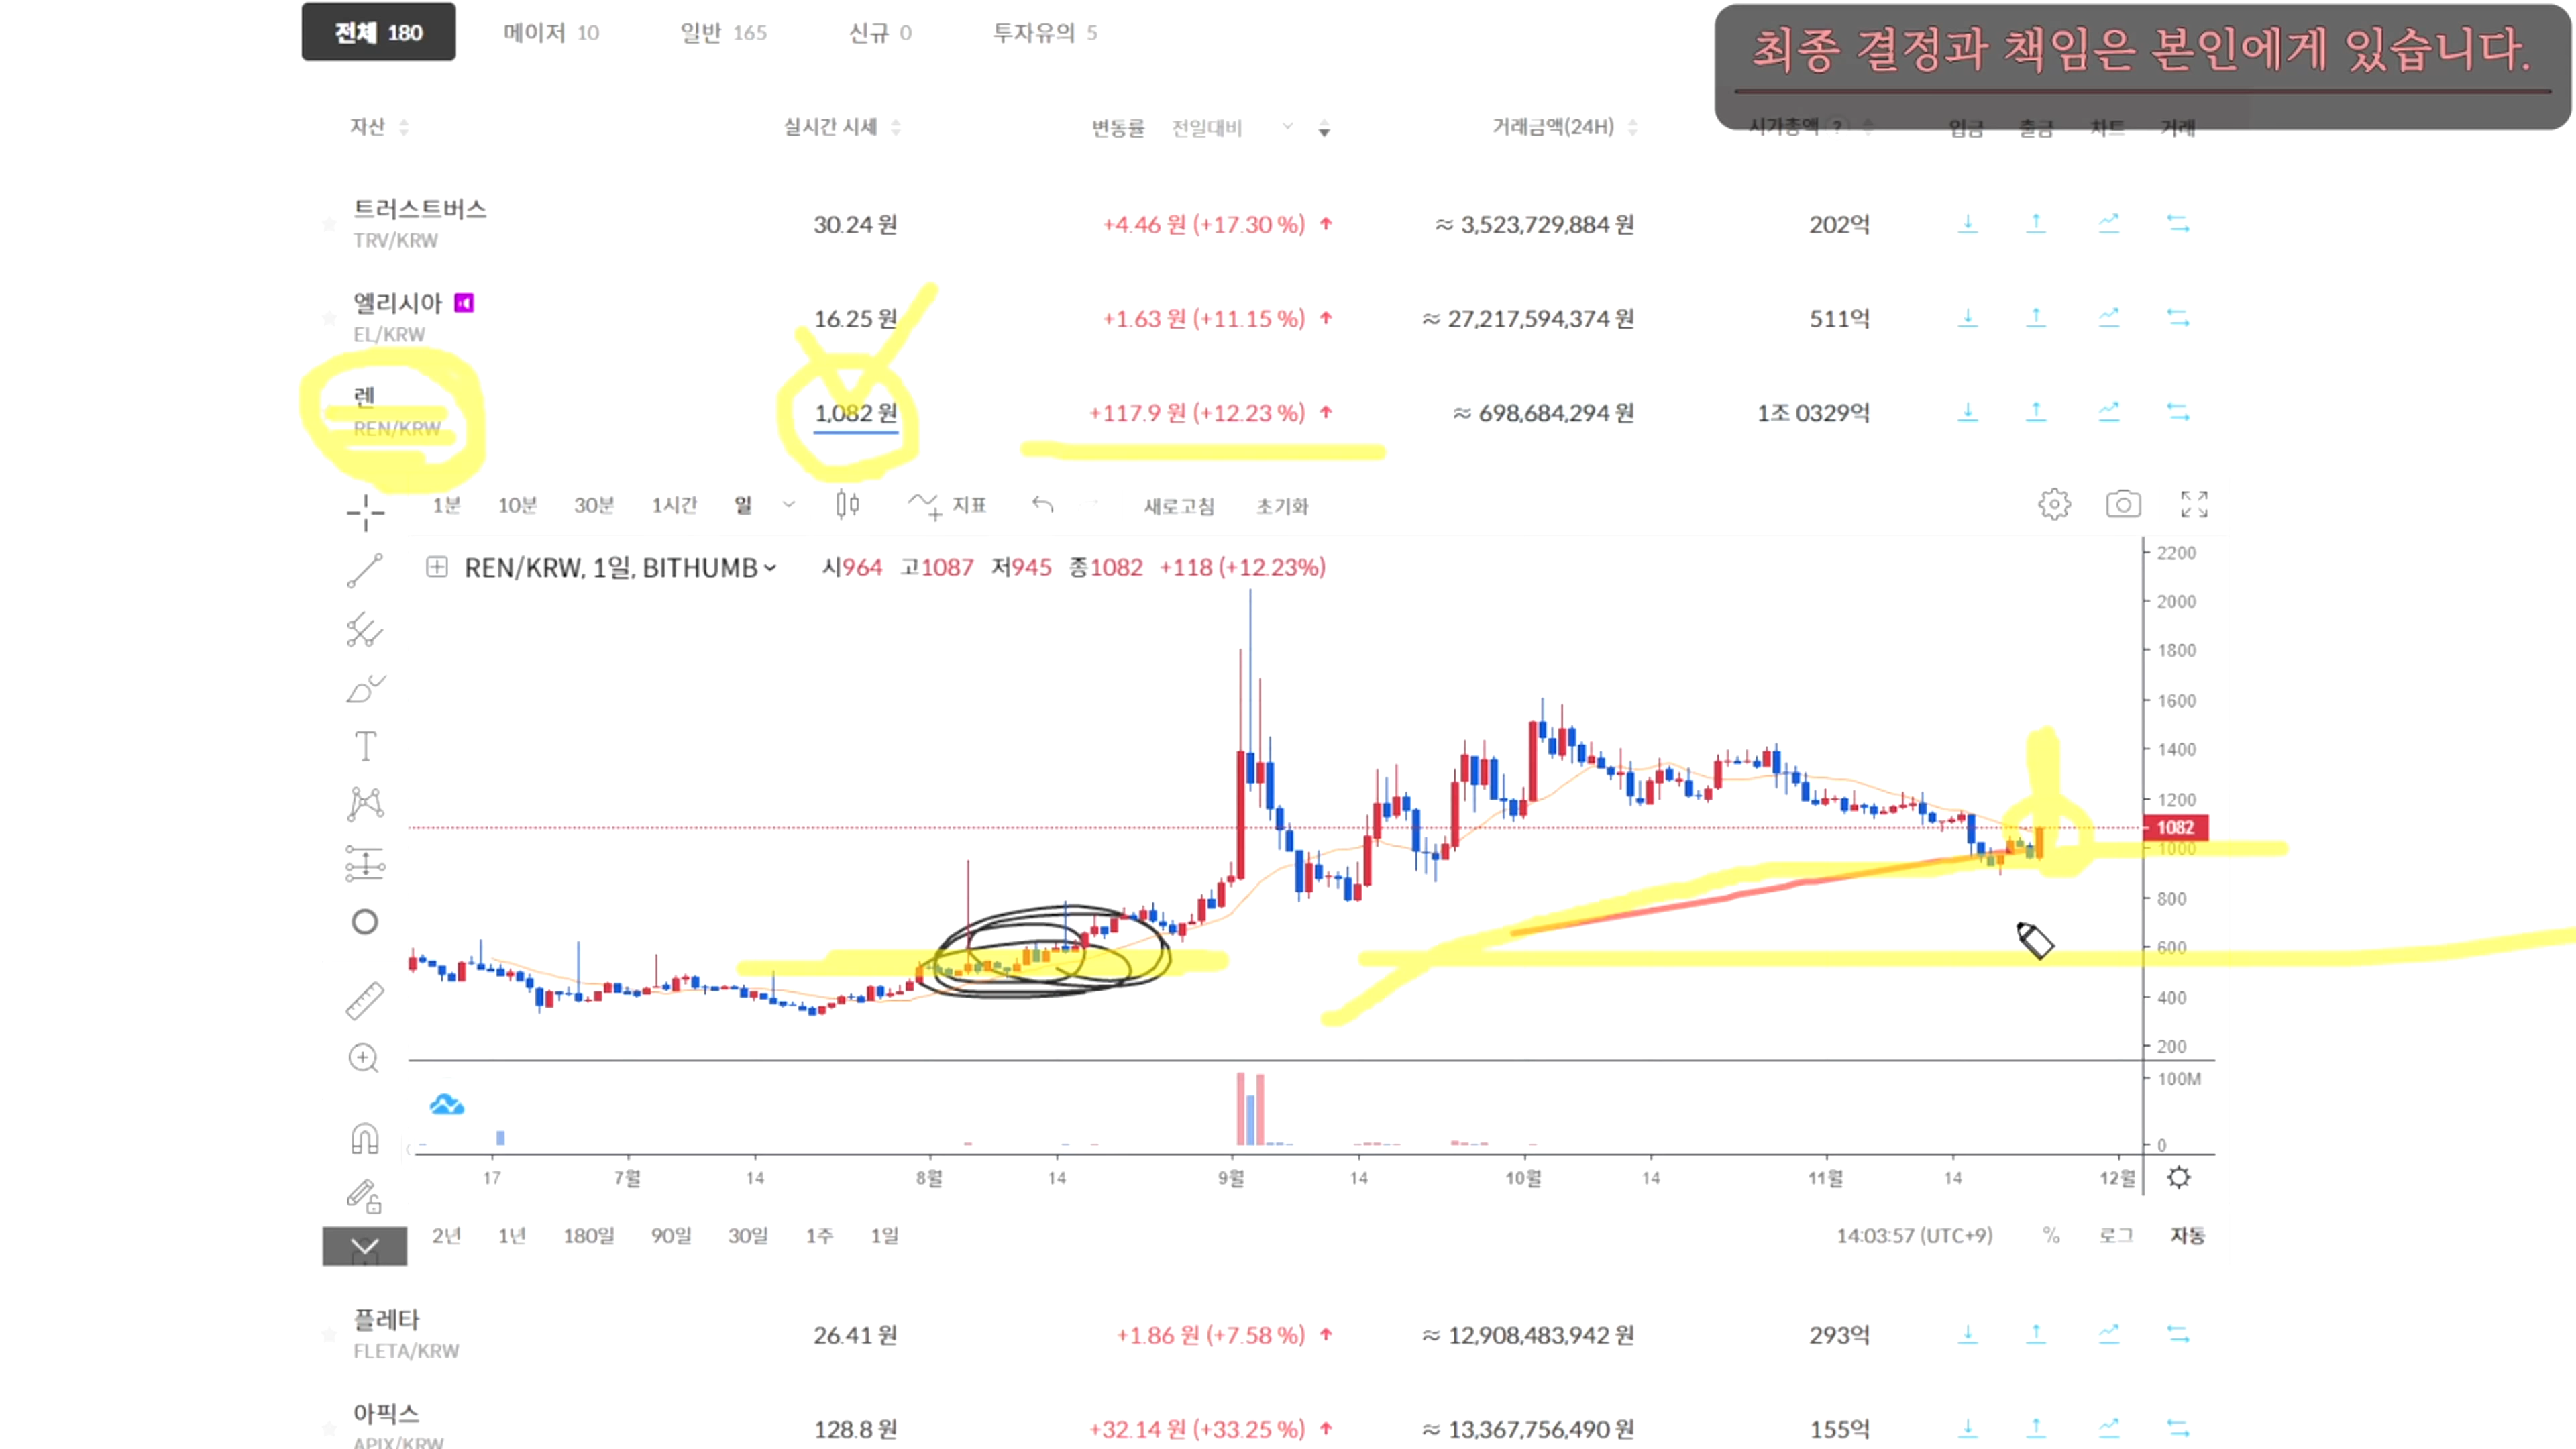 전체 180 메이저 10 일반 165 신규 0 투자유의 5
최종 결정과 책임은 본인에게 있습니다.
자산 실시간 시세 변동률 전일대비 거래금액(24H) 시가총액 ? 입금 출금 차트 거래
트러스트버스
TRV/KRW
30.24 원 +4.46 원 (+17.30 %) ≈ 3,523,729,884 원 202억
엘리시아
EL/KRW
16.25 원 +1.63 원 (+11.15 %) ≈ 27,217,594,374 원 511억
렌
REN/KRW
1,082 원 +117.9 원 (+12.23 %) ≈ 698,684,294 원 1조 0329억
1분 10분 30분 1시간 일 지표 새로고침 초기화
REN/KRW, 1일, BITHUMB 시964 고1087 저945 종1082 +118 (+12.23%)
2200
2000
1800
1600
1400
1200
1082
1000
800
600
400
200
100M
0
17 7월 14 8월 14 9월 14 10월 14 11월 14 12월
2년 1년 180일 90일 30일 1주 1일 14:03:57 (UTC+9) % 로그 자동
플레타
FLETA/KRW
26.41 원 +1.86 원 (+7.58 %) ≈ 12,908,483,942 원 293억
아픽스
APIX/KRW
128.8 원 +32.14 원 (+33.25 %) ≈ 13,367,756,490 원 155억